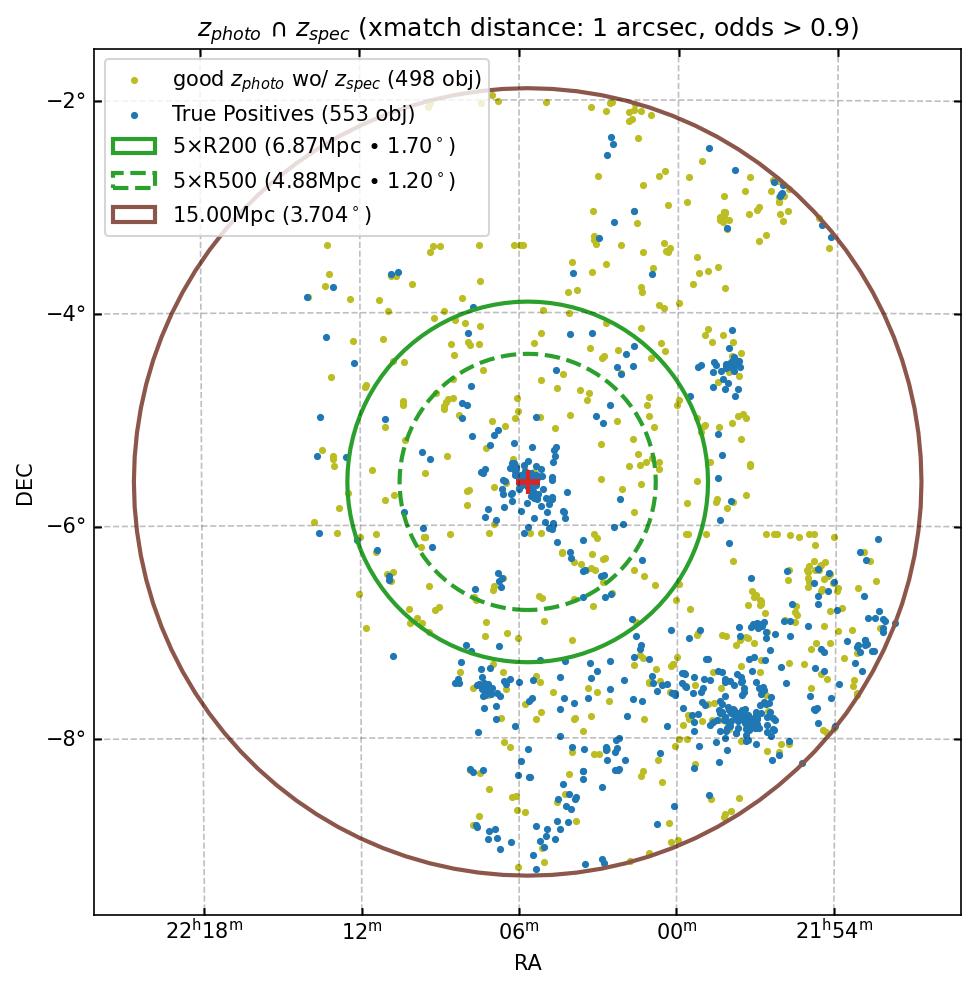 z_photo ∩ z_spec (xmatch distance: 1 arcsec, odds > 0.9)
good z_photo wo/ z_spec (498 obj)
True Positives (553 obj)
5×R200 (6.87Mpc • 1.70°)
5×R500 (4.88Mpc • 1.20°)
15.00Mpc (3.704°)
−2°
−4°
−6°
−8°
DEC
22ʰ18ᵐ
12ᵐ
06ᵐ
00ᵐ
21ʰ54ᵐ
RA